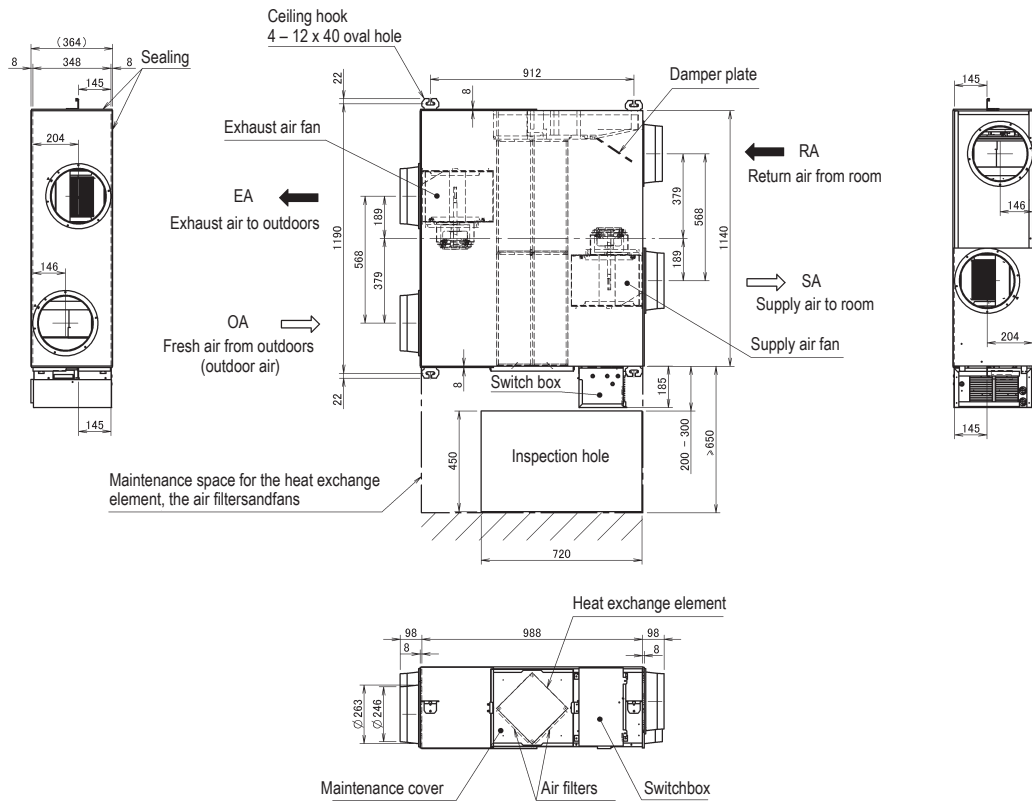 Ceiling hook
4 – 12 x 40 oval hole
(364)
8
348
8
Sealing
145
204
146
145
22
912
8
Damper plate
Exhaust air fan
EA
Exhaust air to outdoors
RA
Return air from room
1190
568
189
379
379
568
189
1140
OA
Fresh air from outdoors
(outdoor air)
SA
Supply air to room
Supply air fan
22
8
Switch box
185
450
Inspection hole
200 – 300
≥650
Maintenance space for the heat exchange
element, the air filtersandfans
720
145
146
204
145
Heat exchange element
98
988
98
8
8
Ø263
Ø246
Maintenance cover
Air filters
Switchbox